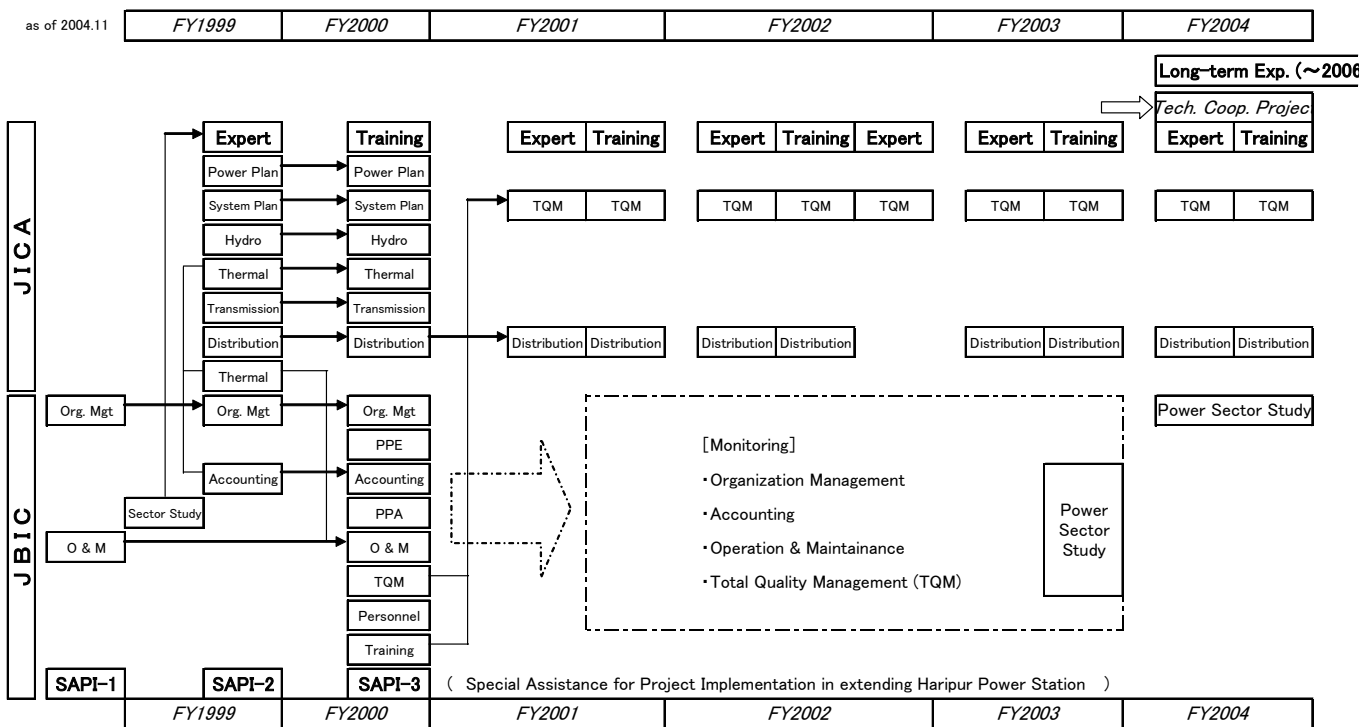 as of 2004.11
FY1999 FY2000 FY2001 FY2002 FY2003 FY2004
Long-term Exp. (～2006
Tech. Coop. Projec
JICA
Expert Training Expert Training Expert Training Expert Expert Training Expert Training
Power Plan Power Plan
System Plan System Plan TQM TQM TQM TQM TQM TQM TQM TQM TQM
Hydro Hydro
Thermal Thermal
Transmission Transmission
Distribution Distribution Distribution Distribution Distribution Distribution Distribution Distribution Distribution Distribution
Thermal
JBIC
Org. Mgt Org. Mgt Org. Mgt Power Sector Study
PPE
[Monitoring]
Accounting Accounting
・Organization Management
Sector Study PPA
・Accounting
O & M O & M
・Operation & Maintainance
TQM
・Total Quality Management (TQM)
Power
Sector
Study
Personnel
Training
SAPI-1 SAPI-2 SAPI-3 ( Special Assistance for Project Implementation in extending Haripur Power Station )
FY1999 FY2000 FY2001 FY2002 FY2003 FY2004